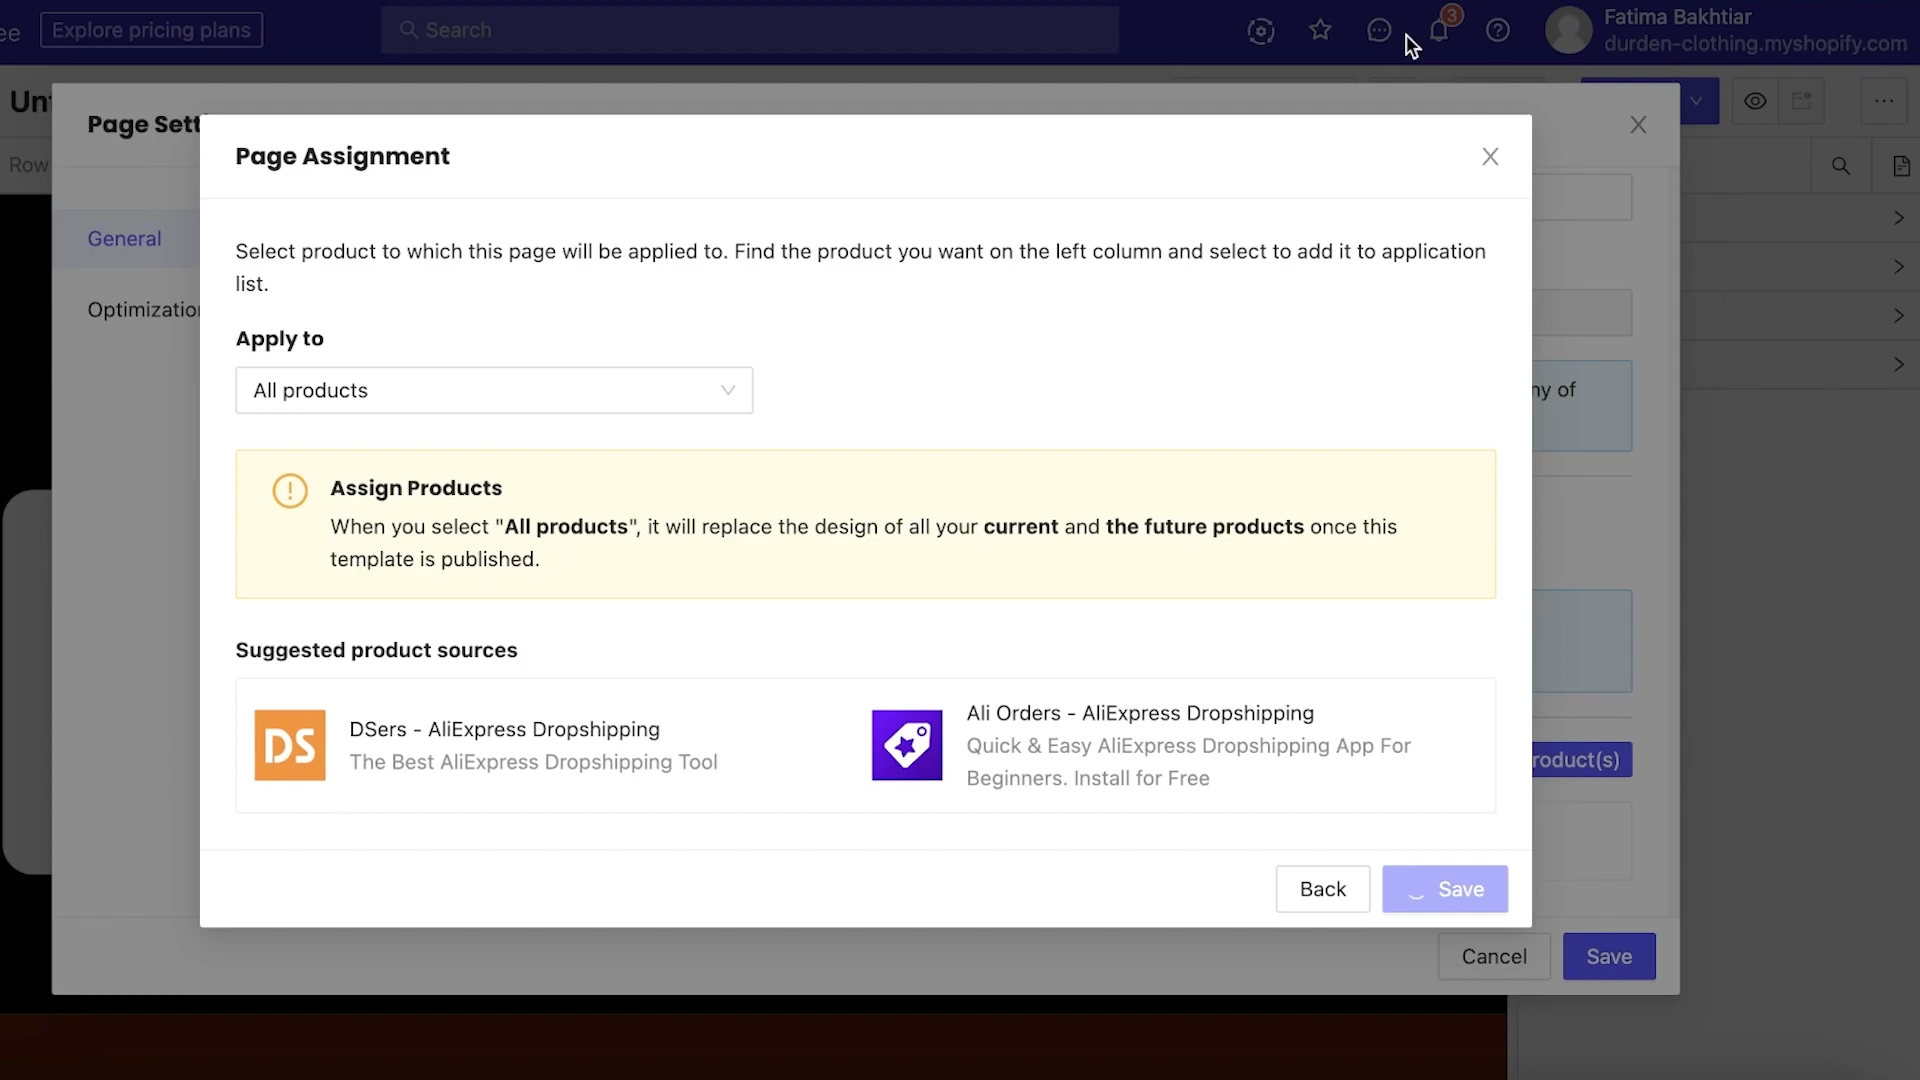 Explore pricing plans
Search
3
Fatima Bakhtiar
durden-clothing.myshopify.com
Page Assignment
Select product to which this page will be applied to. Find the product you want on the left column and select to add it to application
list.
Apply to
All products
Assign Products
When you select "All products", it will replace the design of all your current and the future products once this
template is published.
Suggested product sources
DS
DSers - AliExpress Dropshipping
The Best AliExpress Dropshipping Tool
Ali Orders - AliExpress Dropshipping
Quick & Easy AliExpress Dropshipping App For
Beginners. Install for Free
Back
Save
Page Sett
General
Optimization
Row
ny of
roduct(s)
Cancel
Save